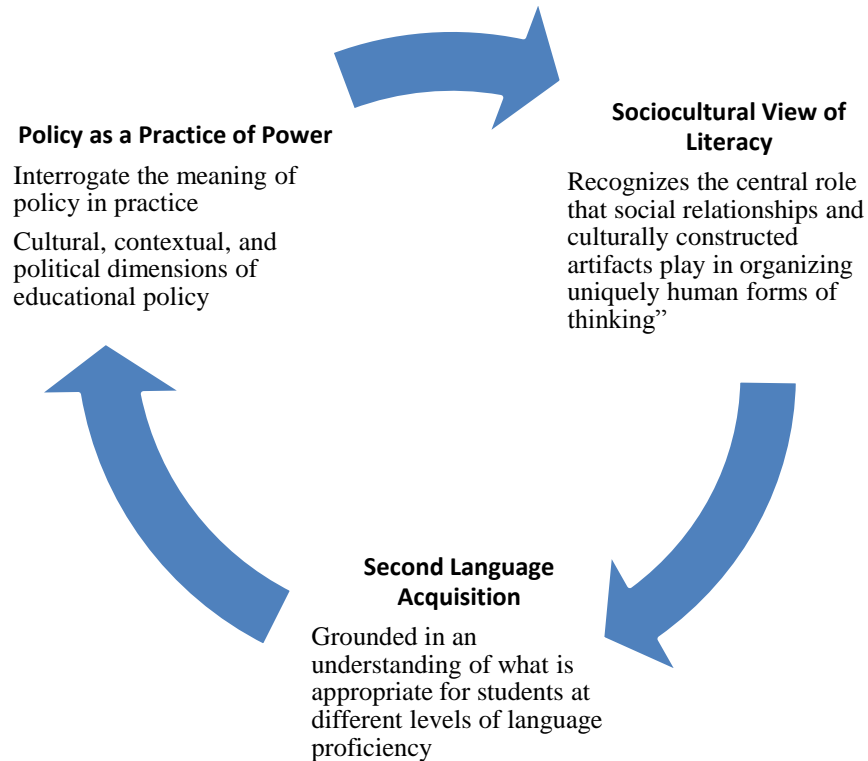 Policy as a Practice of Power
Interrogate the meaning of
policy in practice
Cultural, contextual, and
political dimensions of
educational policy
Sociocultural View of
Literacy
Recognizes the central role
that social relationships and
culturally constructed
artifacts play in organizing
uniquely human forms of
thinking”
Second Language
Acquisition
Grounded in an
understanding of what is
appropriate for students at
different levels of language
proficiency